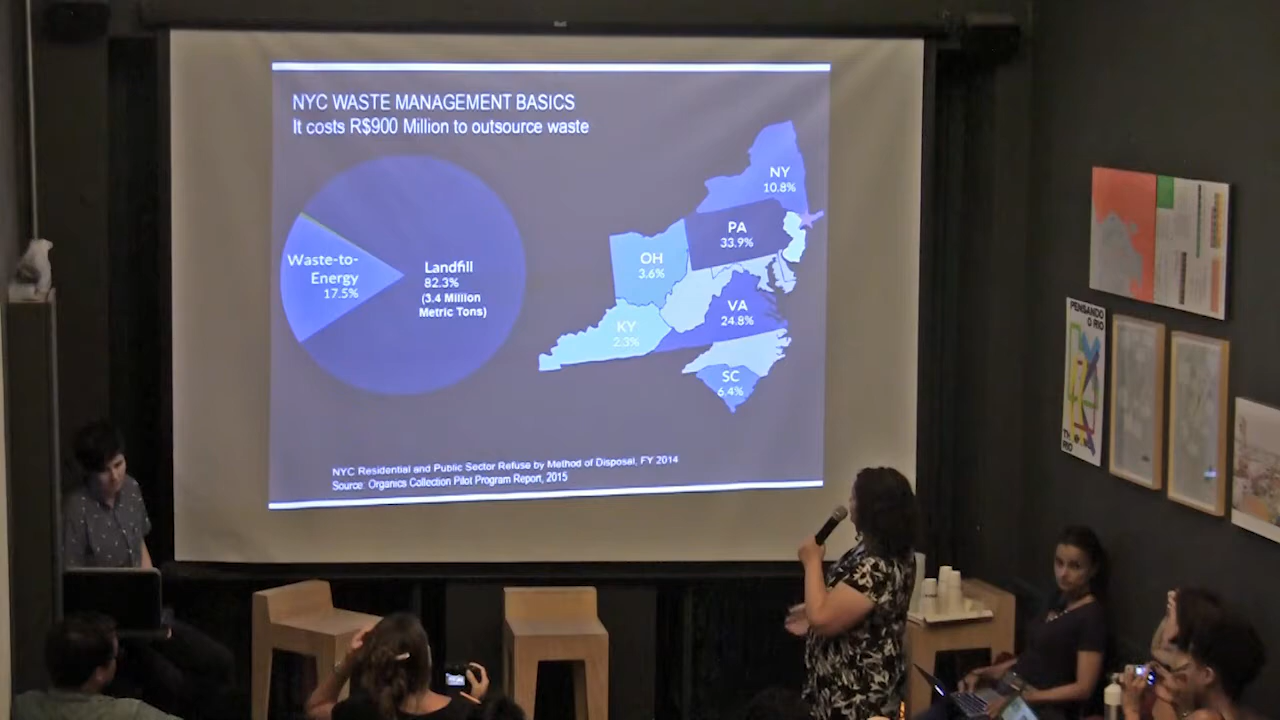 NYC WASTE MANAGEMENT BASICS
It costs R$900 Million to outsource waste
Waste-to-
Energy
17.5%
Landfill
82.3%
(3.4 Million
Metric Tons)
NY
10.8%
PA
33.9%
OH
3.6%
VA
24.8%
KY
2.3%
SC
6.4%
NYC Residential and Public Sector Refuse by Method of Disposal, FY 2014
Source: Organics Collection Pilot Program Report, 2015
PENSANDO
O RIO